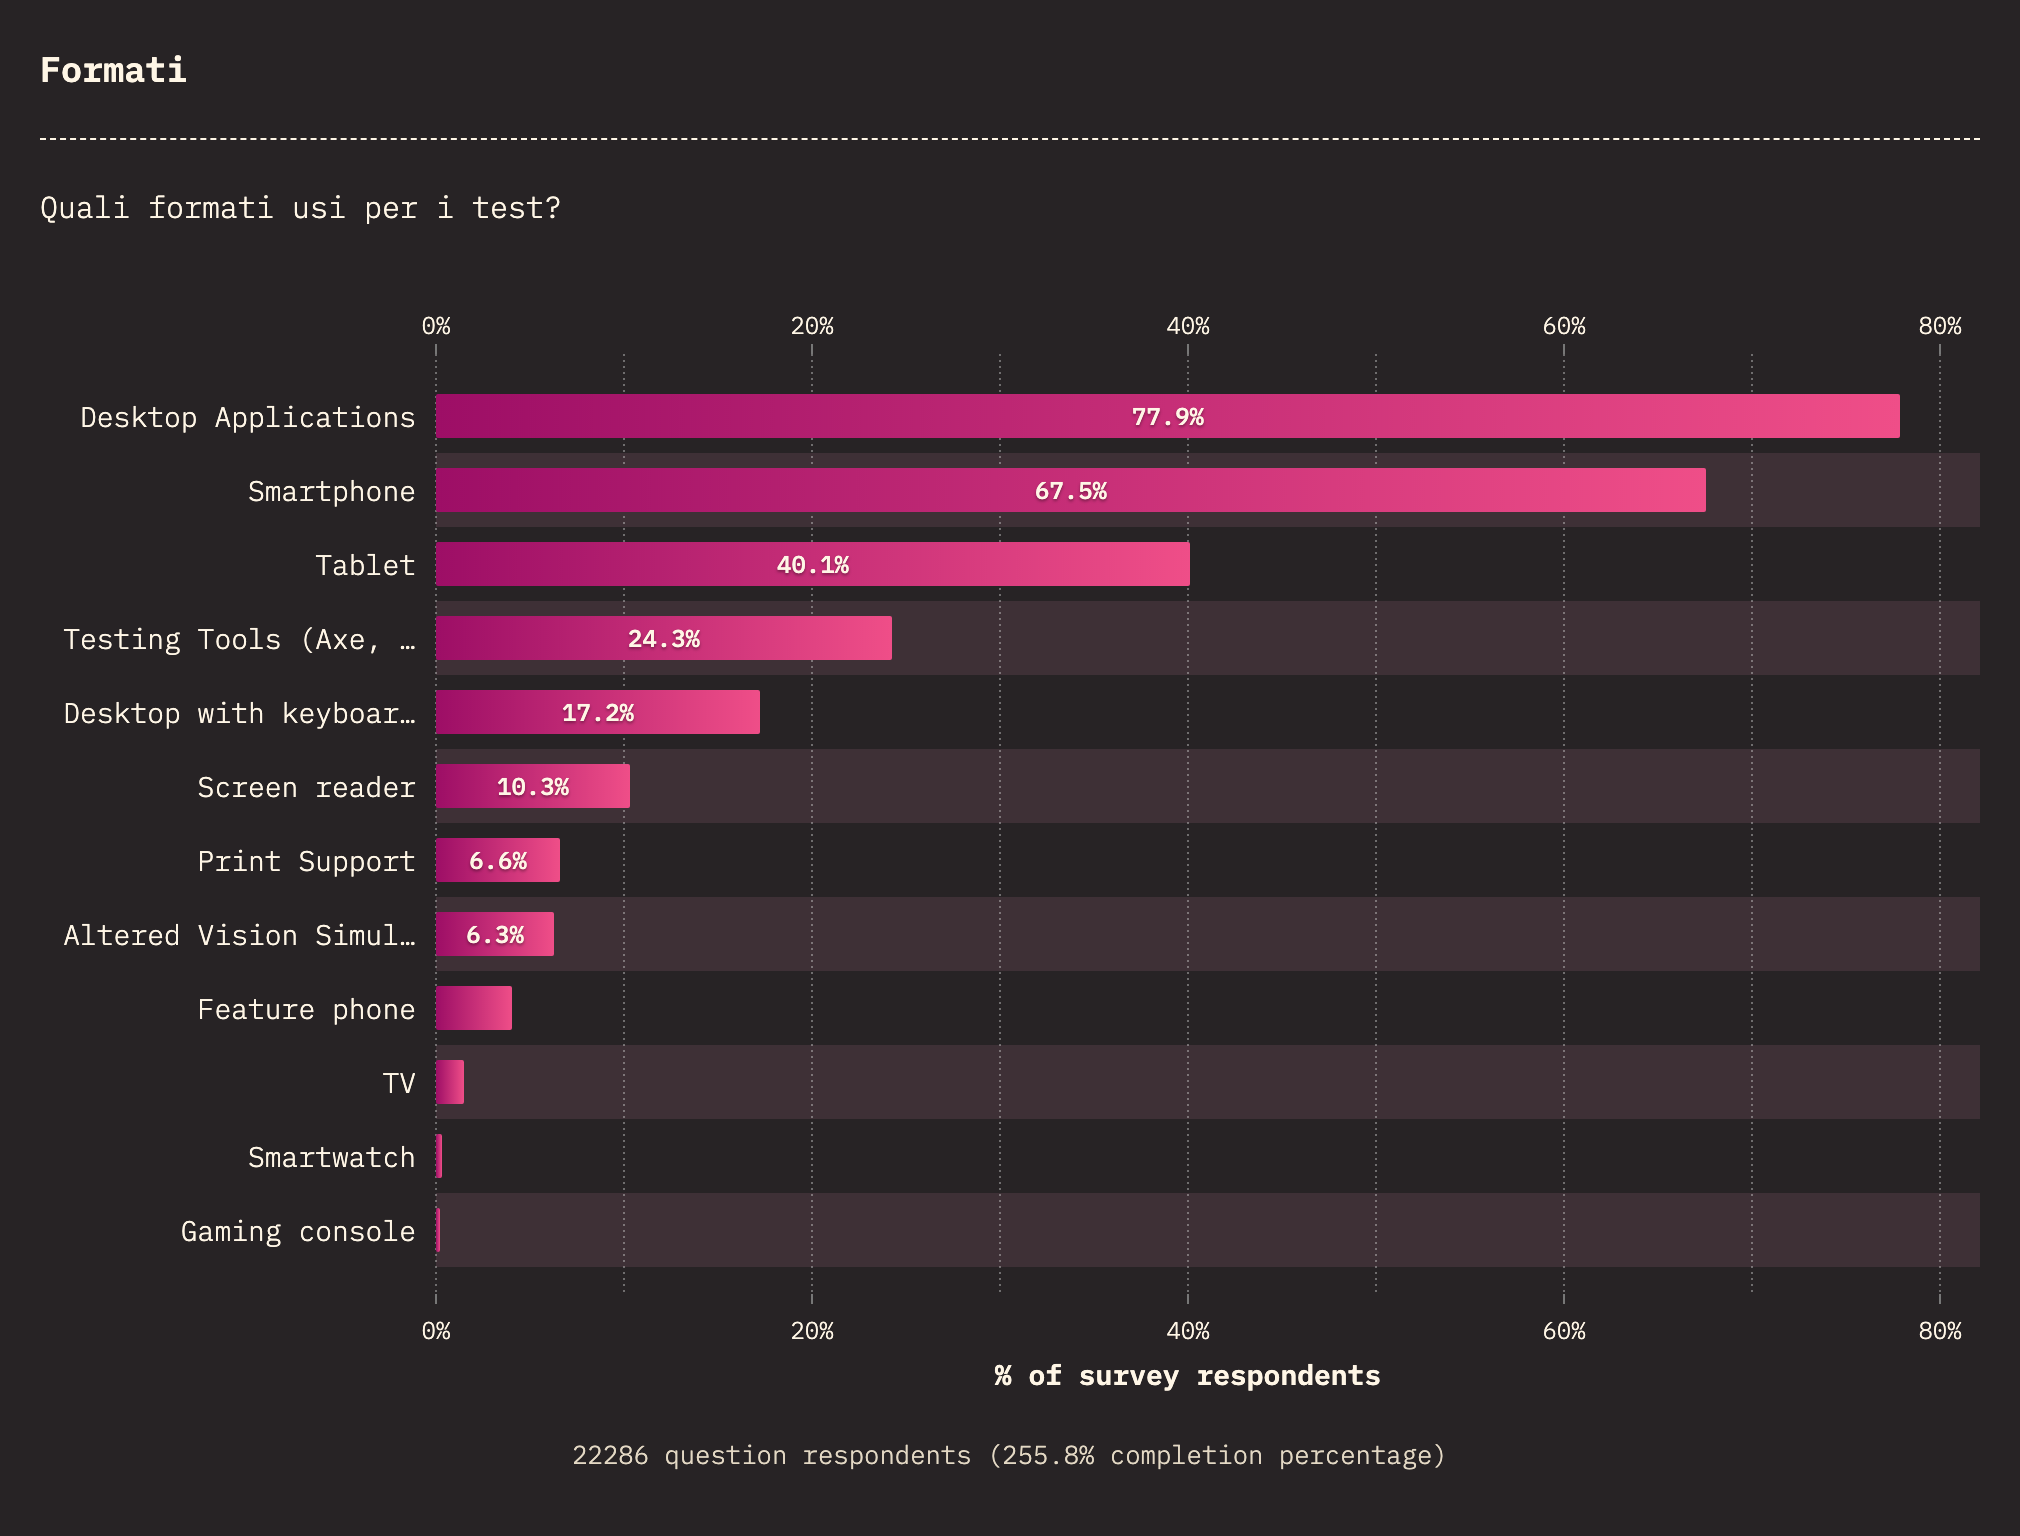 Formati
Quali formati usi per i test?
0% 20% 40% 60% 80%
Desktop Applications 77.9%
Smartphone 67.5%
Tablet 40.1%
Testing Tools (Axe, … 24.3%
Desktop with keyboar… 17.2%
Screen reader 10.3%
Print Support 6.6%
Altered Vision Simul… 6.3%
Feature phone
TV
Smartwatch
Gaming console
0% 20% 40% 60% 80%
% of survey respondents
22286 question respondents (255.8% completion percentage)